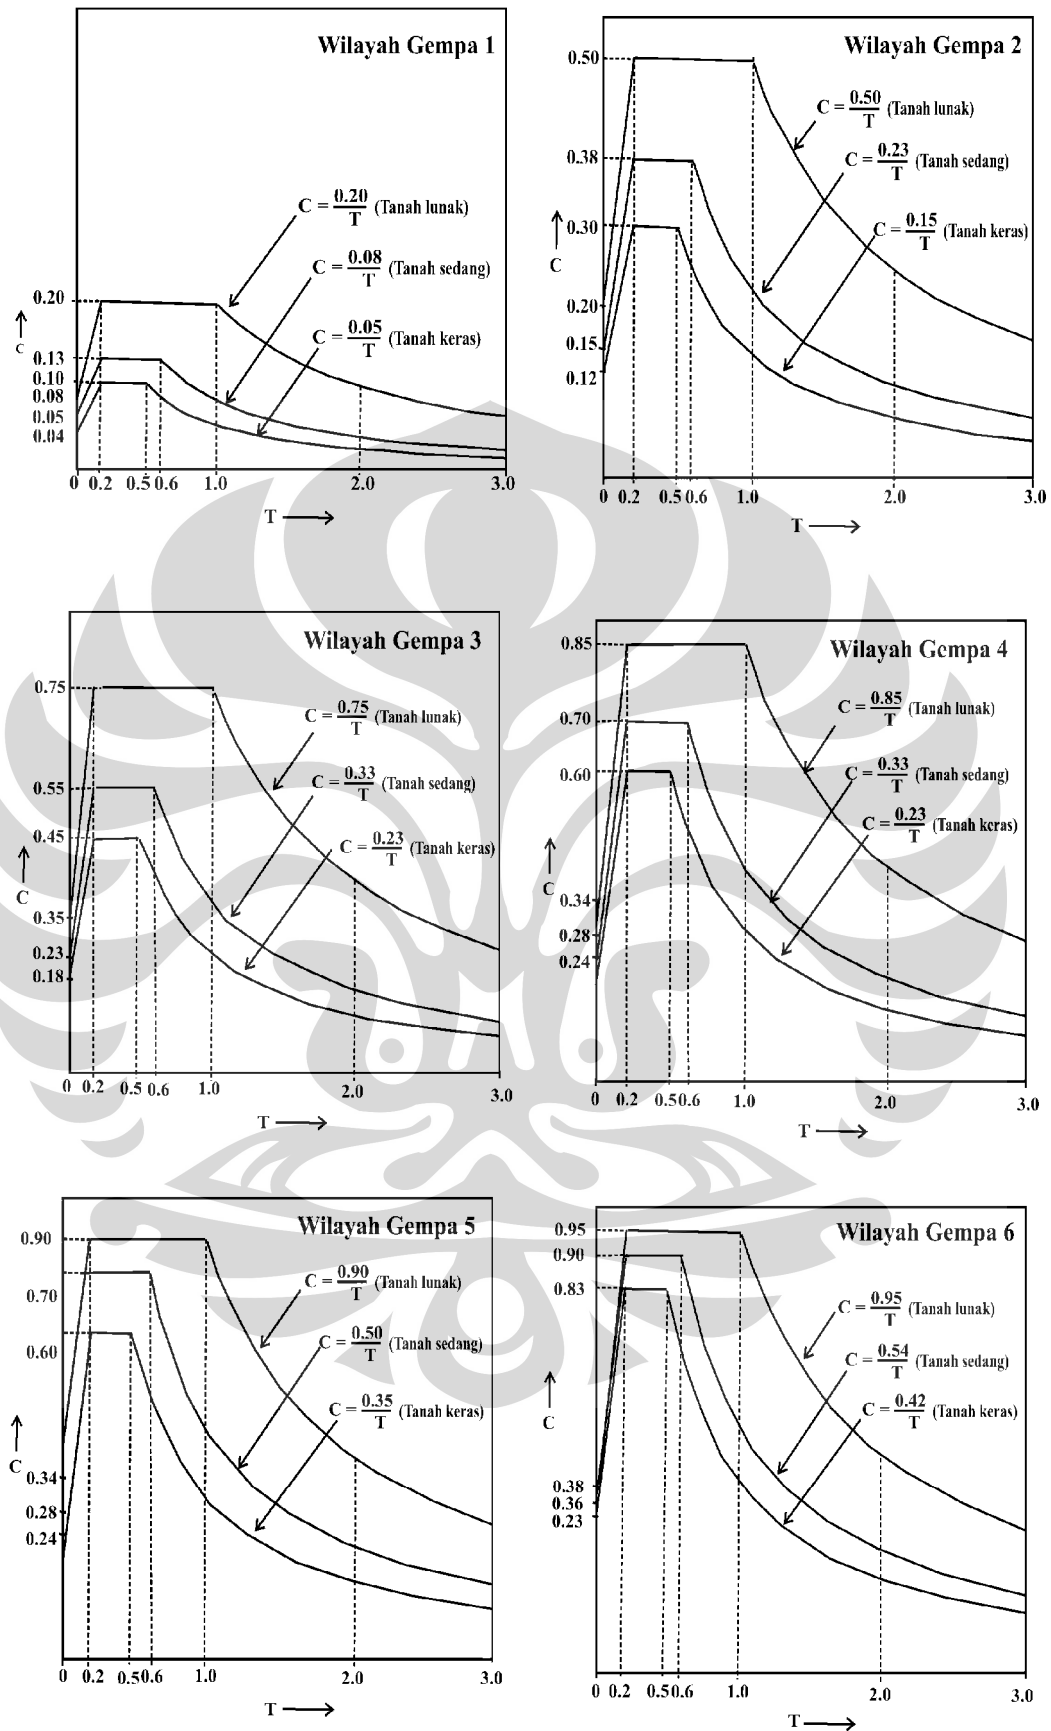 Wilayah Gempa 1
C = 0.20/T (Tanah lunak)
C = 0.08/T (Tanah sedang)
C = 0.05/T (Tanah keras)
0.20
0.13
0.10
0.08
0.05
0.04
c
0 0.2 0.5 0.6 1.0 2.0 3.0
T
Wilayah Gempa 2
0.50
C = 0.50/T (Tanah lunak)
0.38
C = 0.23/T (Tanah sedang)
0.30
C = 0.15/T (Tanah keras)
C
0.20
0.15
0.12
0 0.2 0.5 0.6 1.0 2.0 3.0
T
Wilayah Gempa 3
0.75
C = 0.75/T (Tanah lunak)
0.55
C = 0.33/T (Tanah sedang)
0.45
C = 0.23/T (Tanah keras)
C
0.35
0.23
0.18
0 0.2 0.5 0.6 1.0 2.0 3.0
T
Wilayah Gempa 4
0.85
C = 0.85/T (Tanah lunak)
0.70
0.60
C = 0.33/T (Tanah sedang)
C = 0.23/T (Tanah keras)
C
0.34
0.28
0.24
0 0.2 0.5 0.6 1.0 2.0 3.0
T
Wilayah Gempa 5
0.90
C = 0.90/T (Tanah lunak)
0.70
C = 0.50/T (Tanah sedang)
0.60
C = 0.35/T (Tanah keras)
C
0.34
0.28
0.24
0 0.2 0.5 0.6 1.0 2.0 3.0
T
Wilayah Gempa 6
0.95
0.90
0.83
C = 0.95/T (Tanah lunak)
C = 0.54/T (Tanah sedang)
C = 0.42/T (Tanah keras)
C
0.38
0.36
0.23
0 0.2 0.5 0.6 1.0 2.0 3.0
T